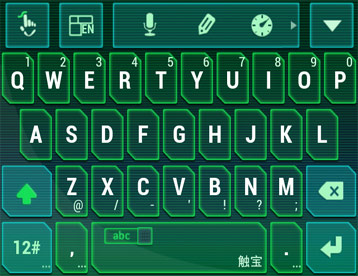 EN
1 2 3 4 5 6 7 8 9 0
Q W E R T Y U I O P
A S D F G H J K L
Z X C V B N M
@ / - ' ! ? ;
abc
12# ... , ... 触宝 . ...